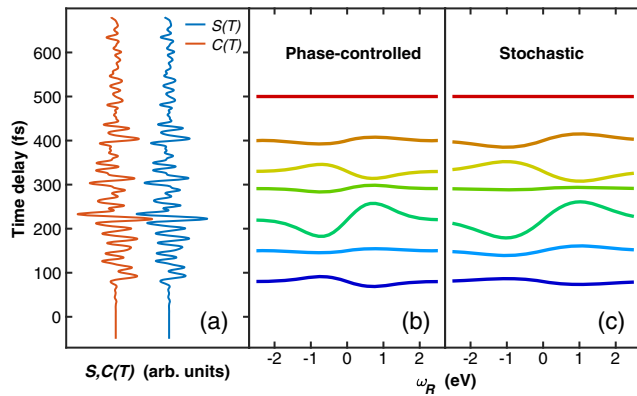 S(T)
C(T)
Phase-controlled
Stochastic
Time delay (fs)
600
500
400
300
200
100
0
(a)
(b)
(c)
-2 -1 0 1 2
-2 -1 0 1 2
S,C(T) (arb. units)
ω_R (eV)